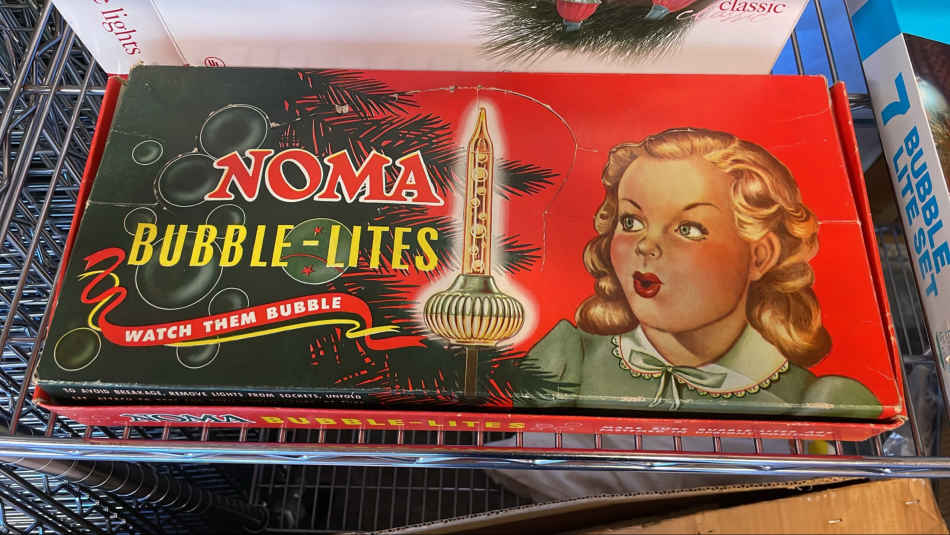 e lights
classic
classic
NOMA
BUBBLE-LITES
WATCH THEM BUBBLE
TO AVOID BREAKAGE, REMOVE LIGHTS FROM SOCKETS, UNFOLD
NOMA BUBBLE-LITES
7 BUBBLE
LITE SET